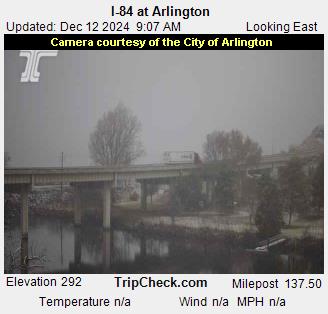 I-84 at Arlington
Updated: Dec 12 2024 9:07 AM Looking East
Camera courtesy of the City of Arlington
Elevation 292 TripCheck.com Milepost 137.50
Temperature n/a Wind n/a MPH n/a